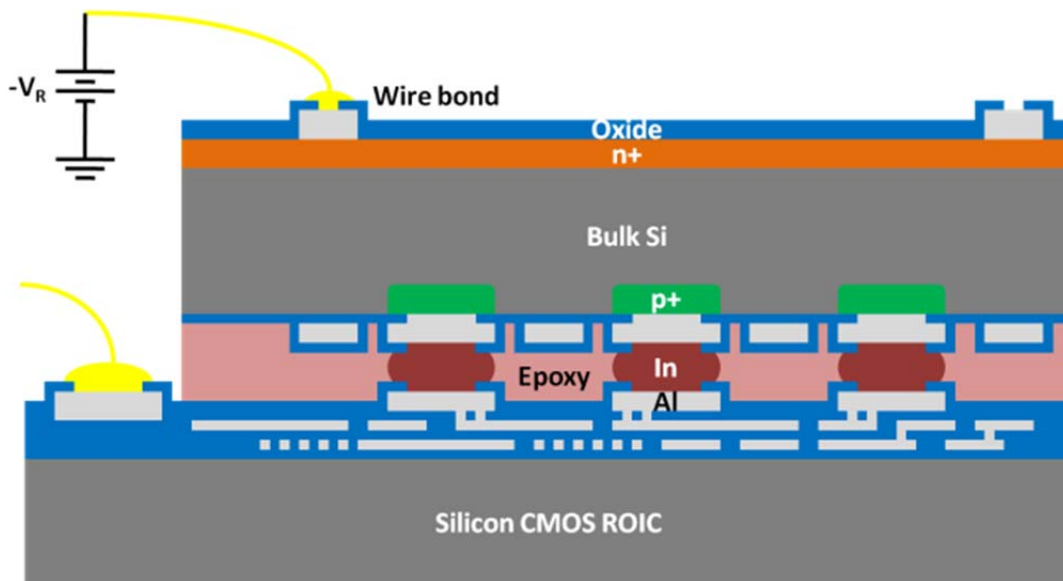 -VR
Wire bond
Oxide
n+
Bulk Si
p+
In
Epoxy
Al
Silicon CMOS ROIC